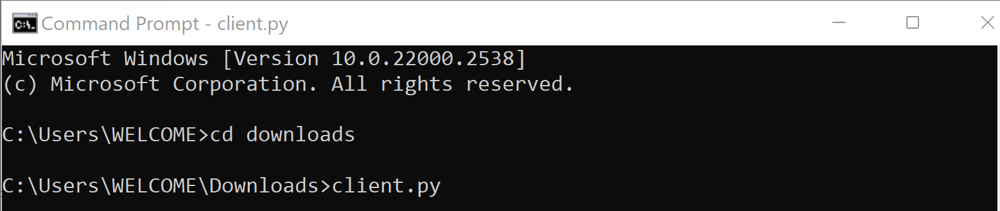 Command Prompt - client.py
Microsoft Windows [Version 10.0.22000.2538]
(c) Microsoft Corporation. All rights reserved.
C:\Users\WELCOME>cd downloads
C:\Users\WELCOME\Downloads>client.py